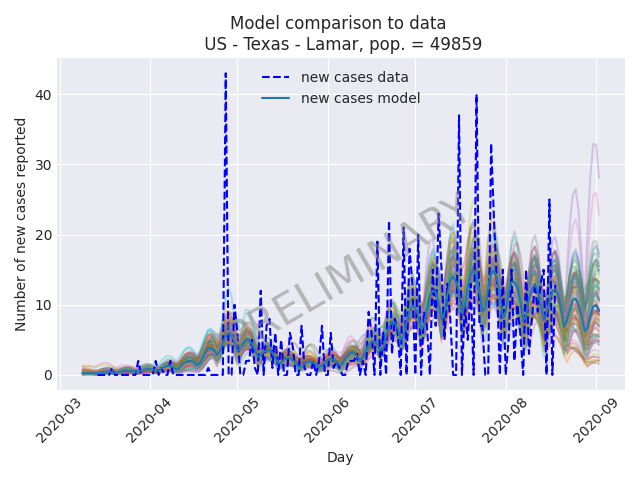 Model comparison to data
US - Texas - Lamar, pop. = 49859
new cases data
new cases model
PRELIMINARY
Number of new cases reported
40
30
20
10
0
2020-03
2020-04
2020-05
2020-06
2020-07
2020-08
2020-09
Day